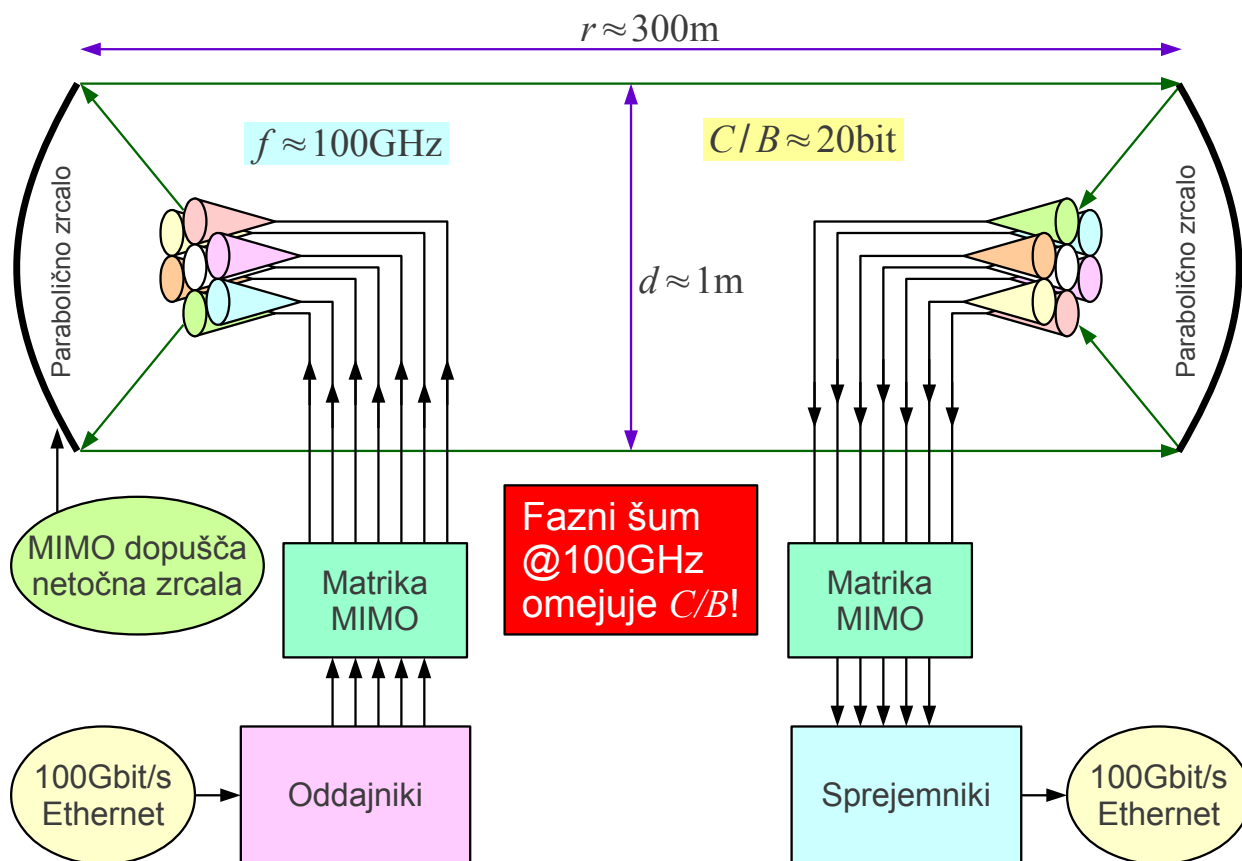 r ≈ 300m
f ≈ 100GHz
C / B ≈ 20bit
Parabolično zrcalo
Parabolično zrcalo
d ≈ 1m
MIMO dopušča
netočna zrcala
Matrika
MIMO
Fazni šum
@100GHz
omejuje C/B!
Matrika
MIMO
100Gbit/s
Ethernet
Oddajniki
Sprejemniki
100Gbit/s
Ethernet